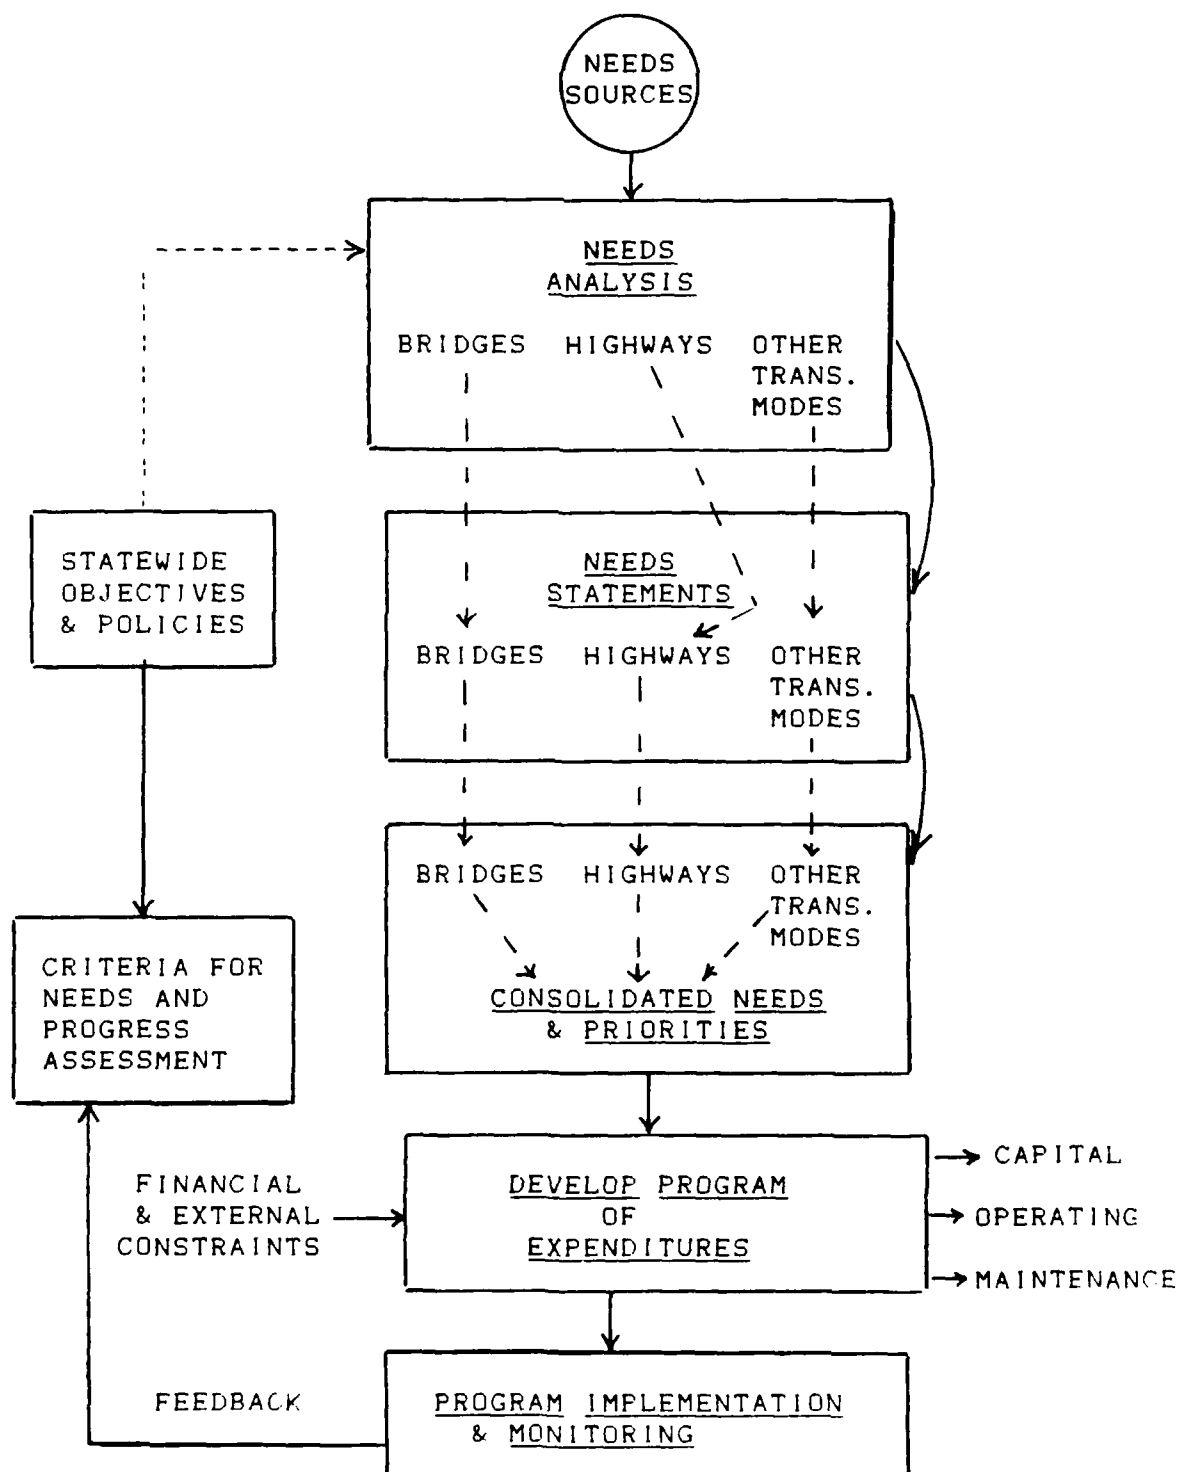 NEEDS
SOURCES
NEEDS
ANALYSIS
BRIDGES HIGHWAYS OTHER
TRANS.
MODES
STATEWIDE
OBJECTIVES
& POLICIES
NEEDS
STATEMENTS
BRIDGES HIGHWAYS OTHER
TRANS.
MODES
BRIDGES HIGHWAYS OTHER
TRANS.
MODES
CONSOLIDATED NEEDS
& PRIORITIES
CRITERIA FOR
NEEDS AND
PROGRESS
ASSESSMENT
FINANCIAL
& EXTERNAL
CONSTRAINTS
DEVELOP PROGRAM
OF
EXPENDITURES
CAPITAL
OPERATING
MAINTENANCE
FEEDBACK
PROGRAM IMPLEMENTATION
& MONITORING